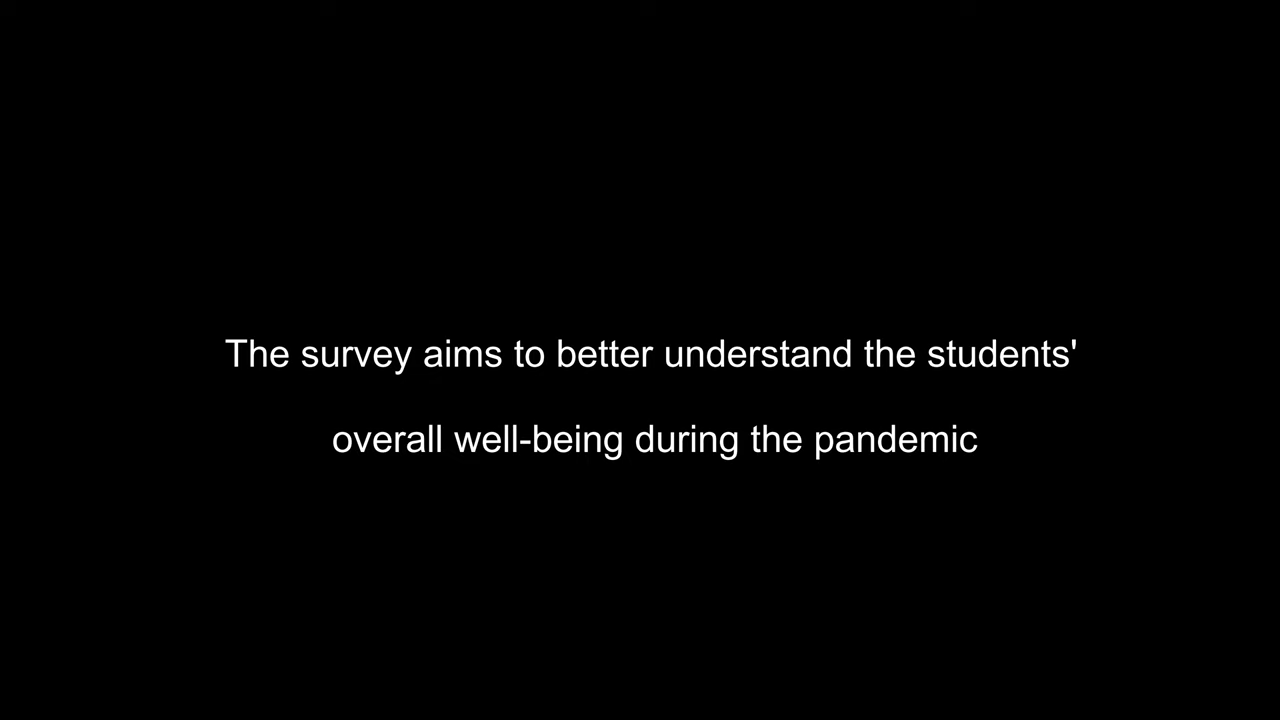 The survey aims to better understand the students'
overall well-being during the pandemic